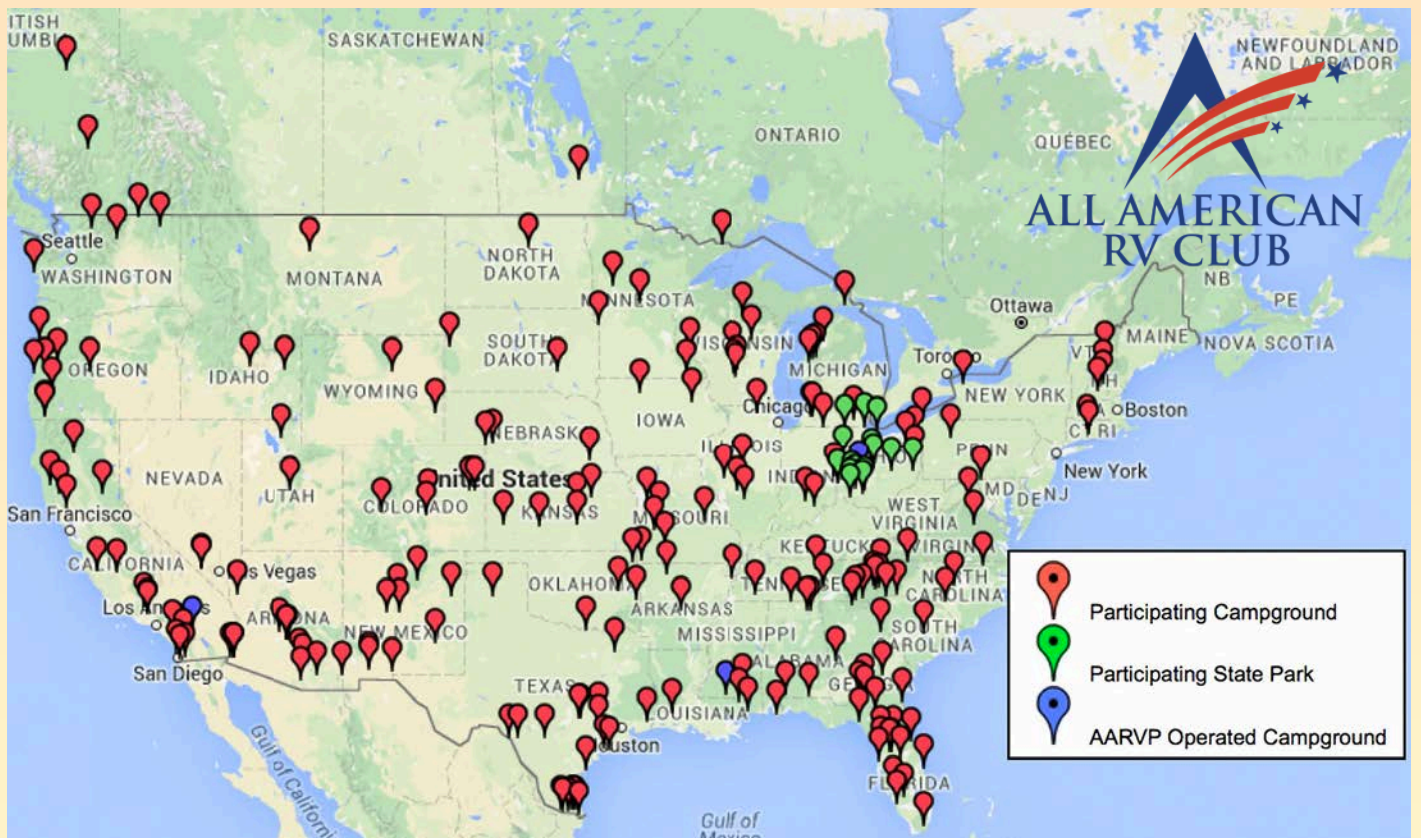 ITISH
UMBI
SASKATCHEWAN
NEWFOUNDLAND
AND LABRADOR
ONTARIO
QUÉBEC
ALL AMERICAN
RV CLUB
Seattle
WASHINGTON
MONTANA
NORTH
DAKOTA
MINNESOTA
NB
PE
Ottawa
MAINE
NOVA SCOTIA
OREGON
IDAHO
SOUTH
DAKOTA
WISCONSIN
MICHIGAN
Toronto
VT
NH
WYOMING
NEW YORK
IOWA
Chicago
Boston
CT
RI
NEBRASK
ILLINOIS
PENN
New York
NEVADA
UTAH
United States
INDIAN
MD
DE
NJ
COLORADO
KANSAS
MISSOURI
WEST
VIRGINIA
San Francisco
CALIFORNIA
KENTUCKY
VIRGINIA
Las Vegas
OKLAHOMA
TENNESSEE
NORTH
CAROLINA
Los Angeles
ARIZONA
NEW MEXICO
ARKANSAS
MISSISSIPPI
SOUTH
CAROLINA
San Diego
ALABAMA
TEXAS
LOUISIANA
GEORGIA
Houston
FLORIDA
Gulf of California
Gulf of
Mexico
Participating Campground
Participating State Park
AARVP Operated Campground